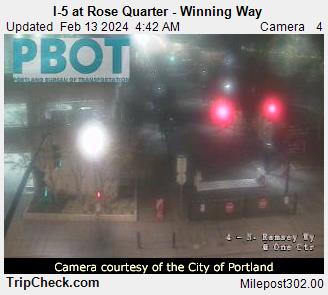 I-5 at Rose Quarter - Winning Way
Updated Feb 13 2024 4:42 AM Camera 4
PBOT
PORTLAND BUREAU OF TRANSPORTATION
4 - N. Ramsey Wy
@ One Ctr
Camera courtesy of the City of Portland
TripCheck.com Milepost302.00